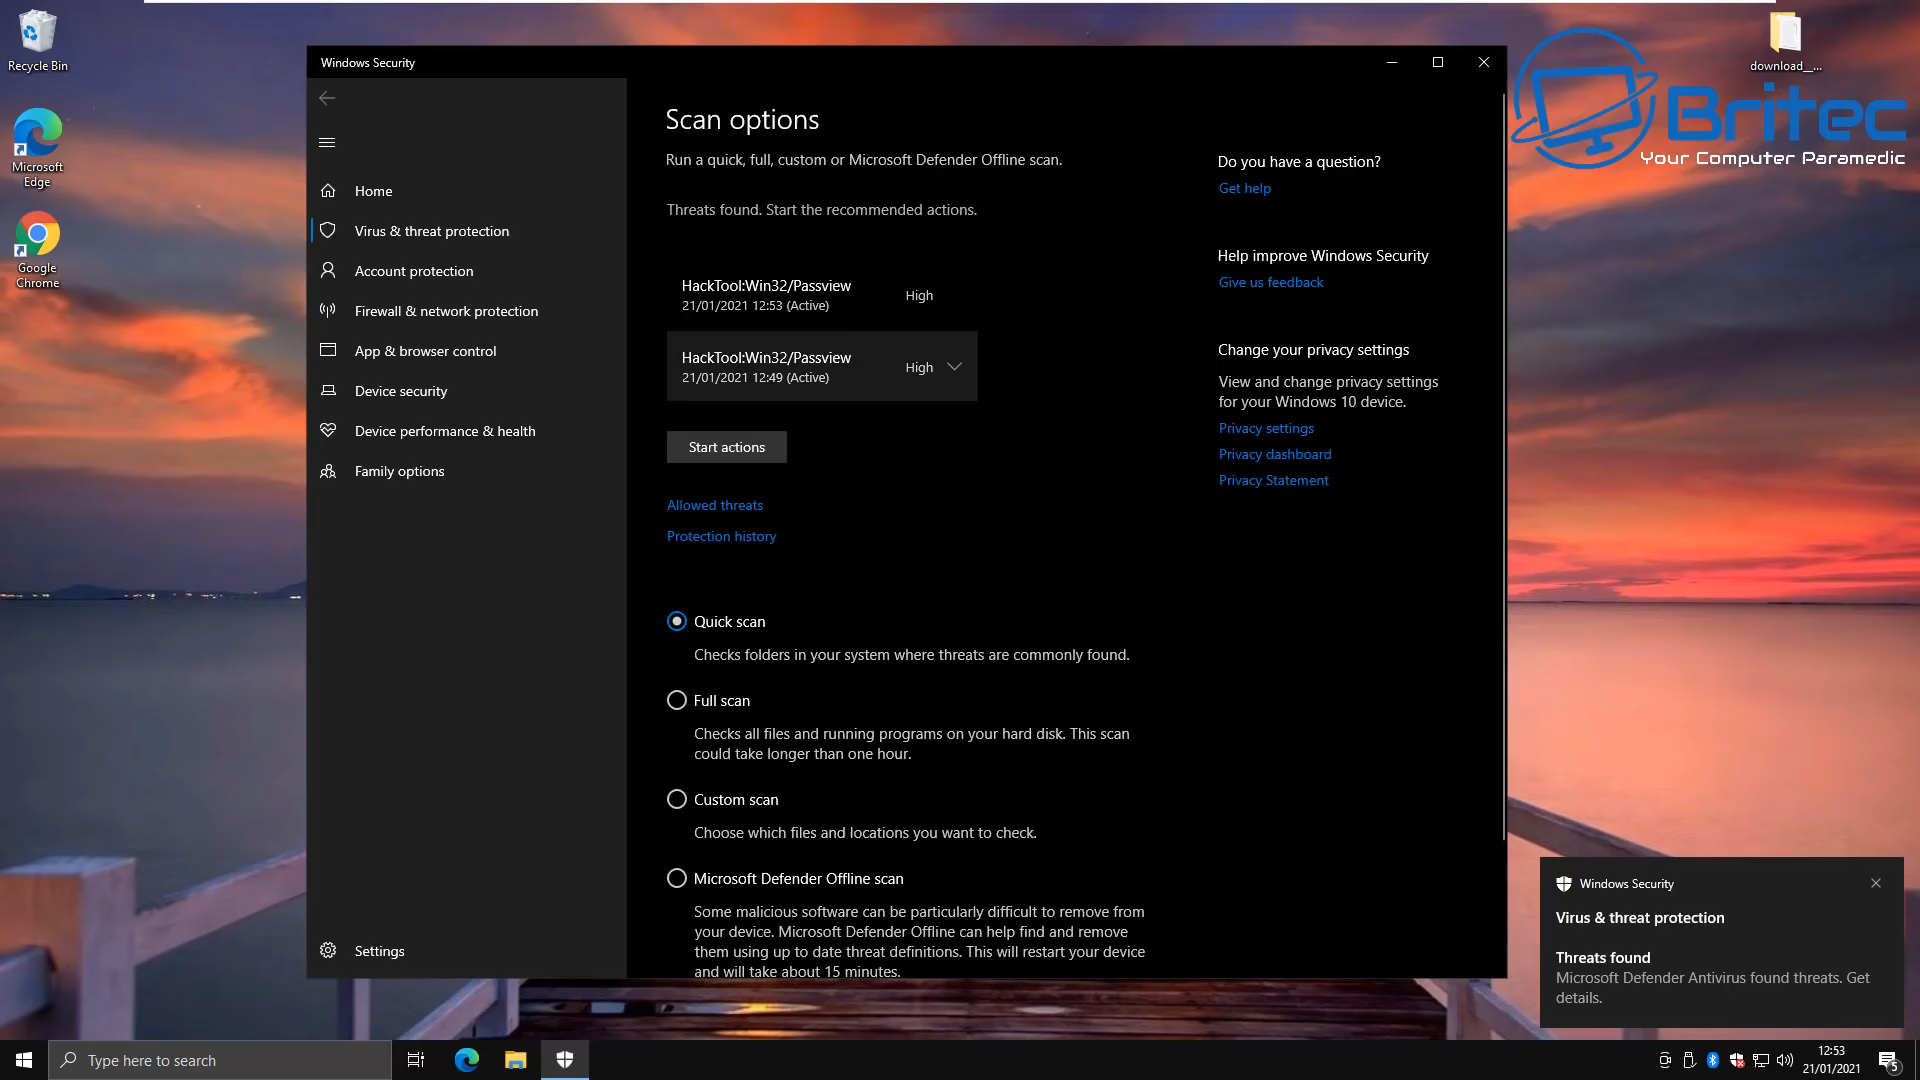 Recycle Bin
Microsoft
Edge
Google
Chrome
download__...
Britec
Your Computer Paramedic
Windows Security
Home
Virus & threat protection
Account protection
Firewall & network protection
App & browser control
Device security
Device performance & health
Family options
Settings
Scan options
Run a quick, full, custom or Microsoft Defender Offline scan.
Threats found. Start the recommended actions.
HackTool:Win32/Passview
21/01/2021 12:53 (Active)
High
HackTool:Win32/Passview
21/01/2021 12:49 (Active)
High
Start actions
Allowed threats
Protection history
Quick scan
Checks folders in your system where threats are commonly found.
Full scan
Checks all files and running programs on your hard disk. This scan
could take longer than one hour.
Custom scan
Choose which files and locations you want to check.
Microsoft Defender Offline scan
Some malicious software can be particularly difficult to remove from
your device. Microsoft Defender Offline can help find and remove
them using up to date threat definitions. This will restart your device
and will take about 15 minutes.
Do you have a question?
Get help
Help improve Windows Security
Give us feedback
Change your privacy settings
View and change privacy settings
for your Windows 10 device.
Privacy settings
Privacy dashboard
Privacy Statement
Windows Security
Virus & threat protection
Threats found
Microsoft Defender Antivirus found threats. Get
details.
Type here to search
12:53
21/01/2021
5